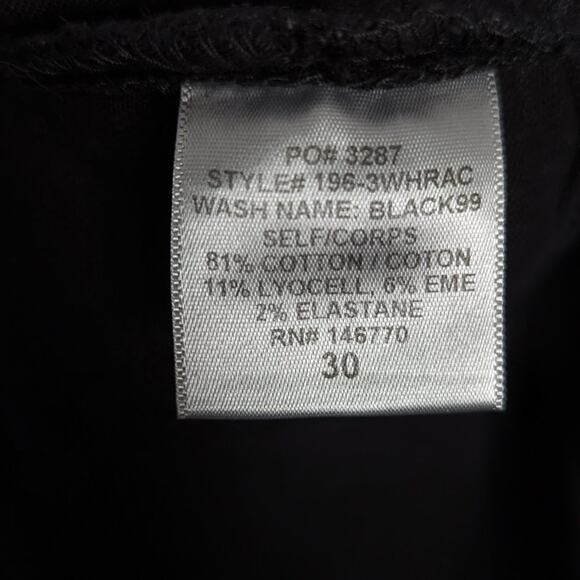 PO# 3287
STYLE# 196-3WHRAC
WASH NAME: BLACK99
SELF/CORPS
81% COTTON / COTON
11% LYOCELL, 6% EME
2% ELASTANE
RN# 146770
30